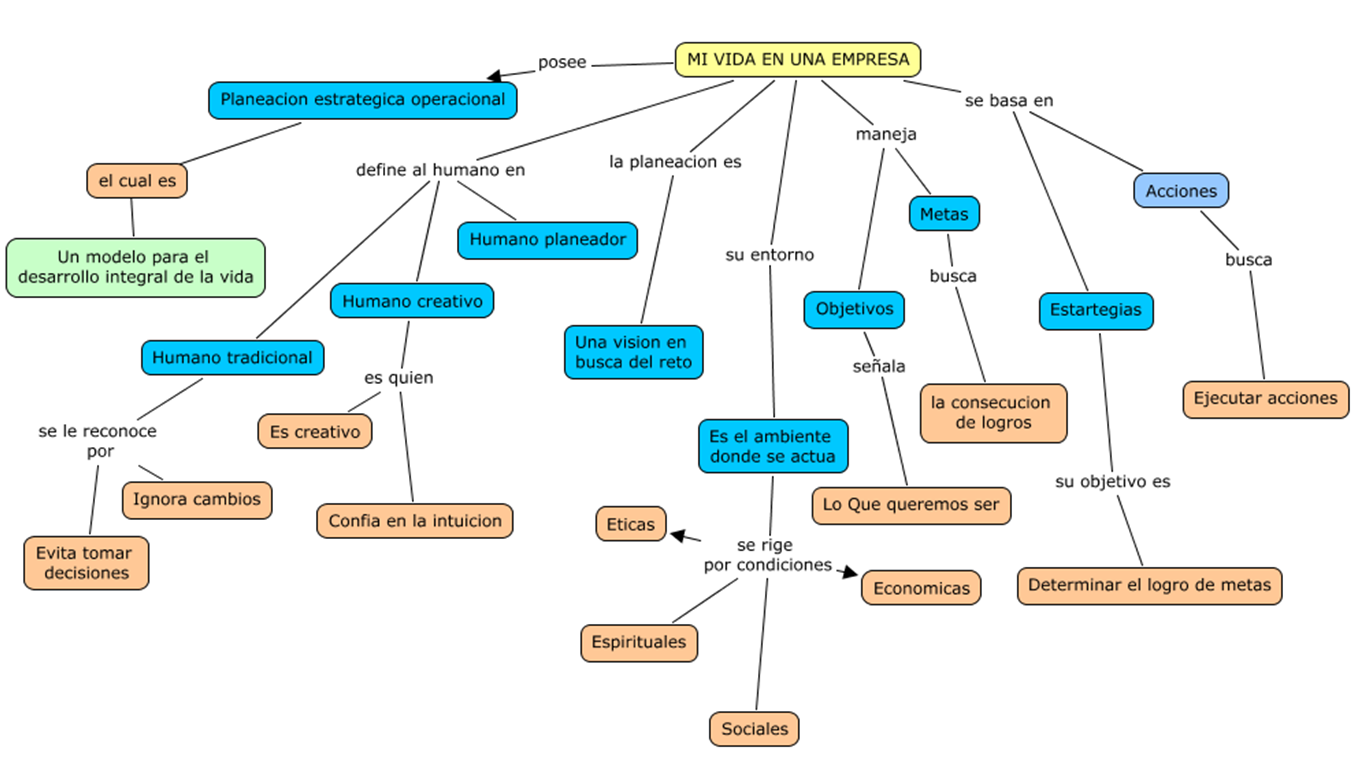 MI VIDA EN UNA EMPRESA
posee
Planeacion estrategica operacional
el cual es
Un modelo para el
desarrollo integral de la vida
define al humano en
Humano planeador
Humano creativo
Humano tradicional
es quien
Es creativo
Confia en la intuicion
se le reconoce
por
Ignora cambios
Evita tomar
decisiones
la planeacion es
Una vision en
busca del reto
su entorno
Es el ambiente
donde se actua
se rige
por condiciones
Eticas
Economicas
Espirituales
Sociales
maneja
Metas
busca
la consecucion
de logros
Objetivos
señala
Lo Que queremos ser
se basa en
Acciones
busca
Ejecutar acciones
Estartegias
su objetivo es
Determinar el logro de metas